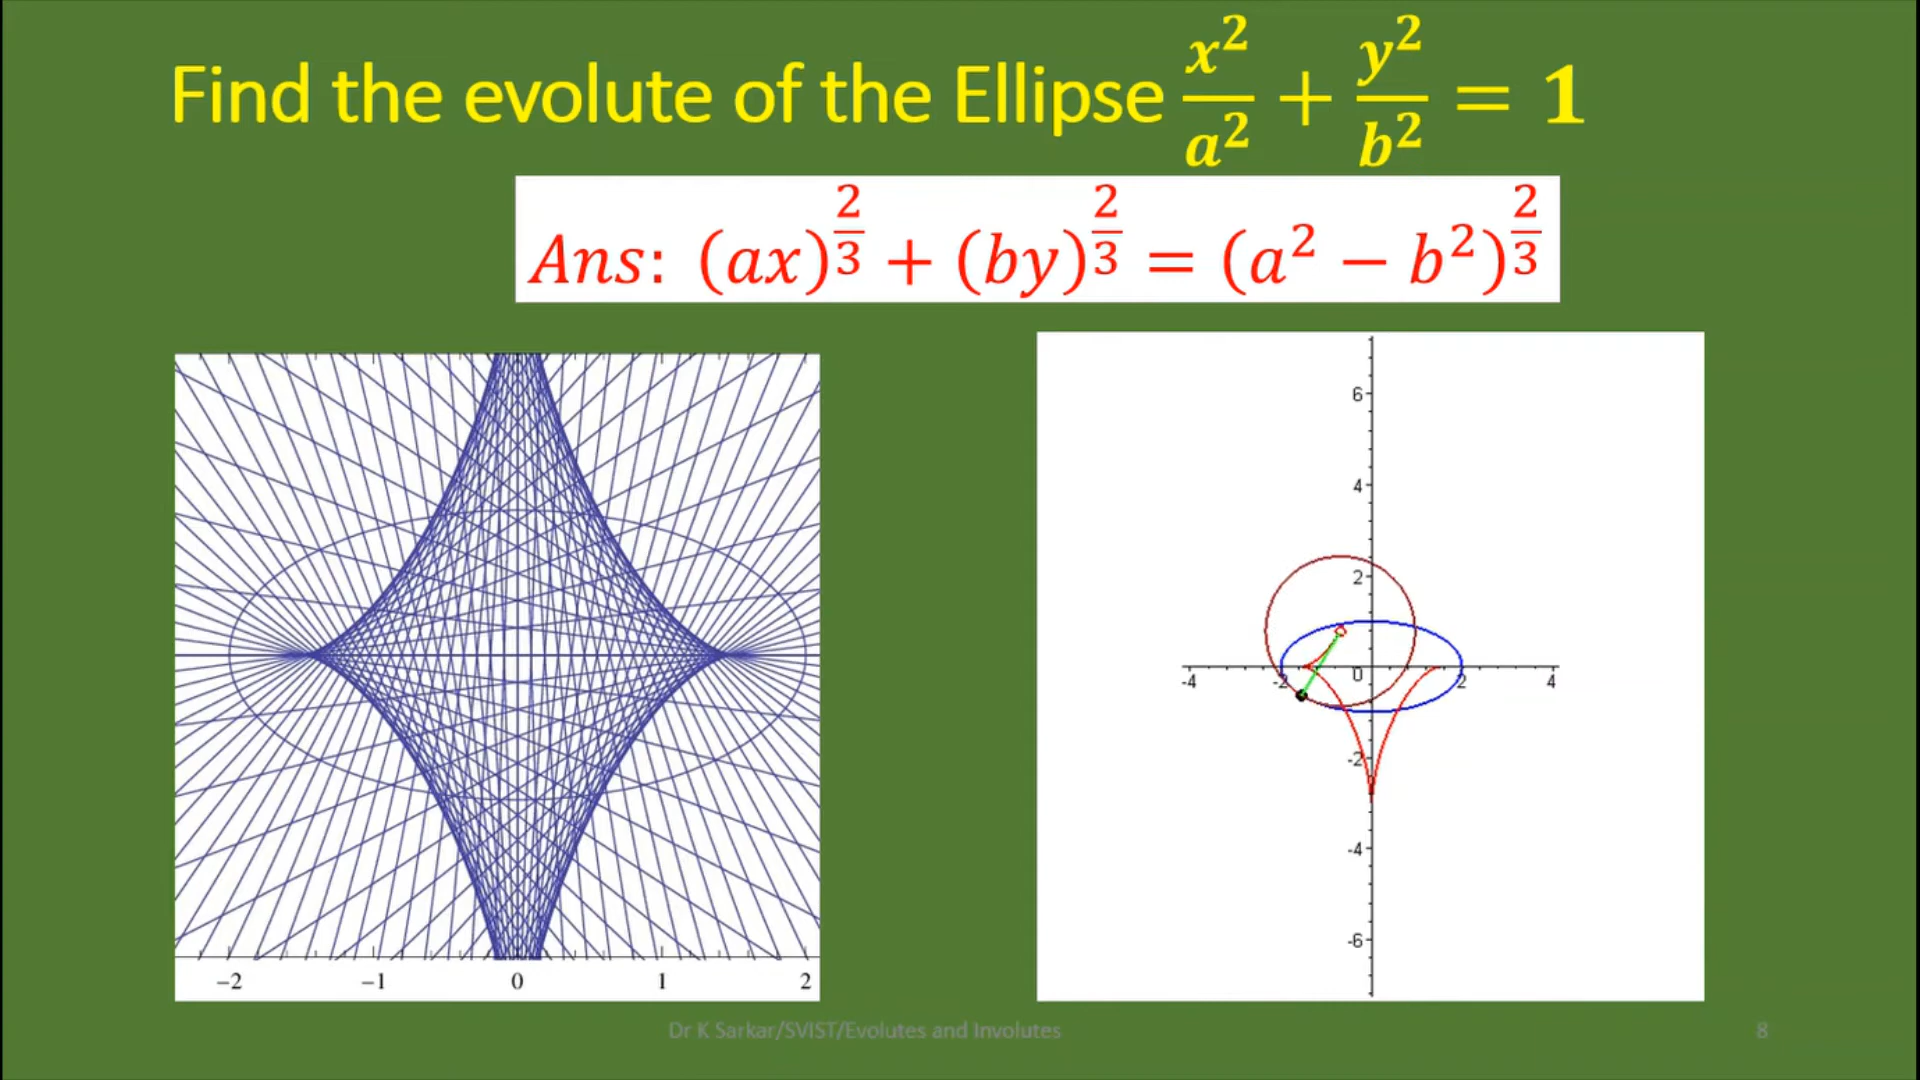 Find the evolute of the Ellipse x²/a² + y²/b² = 1
Ans: (ax)^(2/3) + (by)^(2/3) = (a² − b²)^(2/3)
−2 −1 0 1 2
6
4
2
-4 -2 0 2 4
-2
-4
-6
Dr K Sarkar/SVIST/Evolutes and Involutes 8